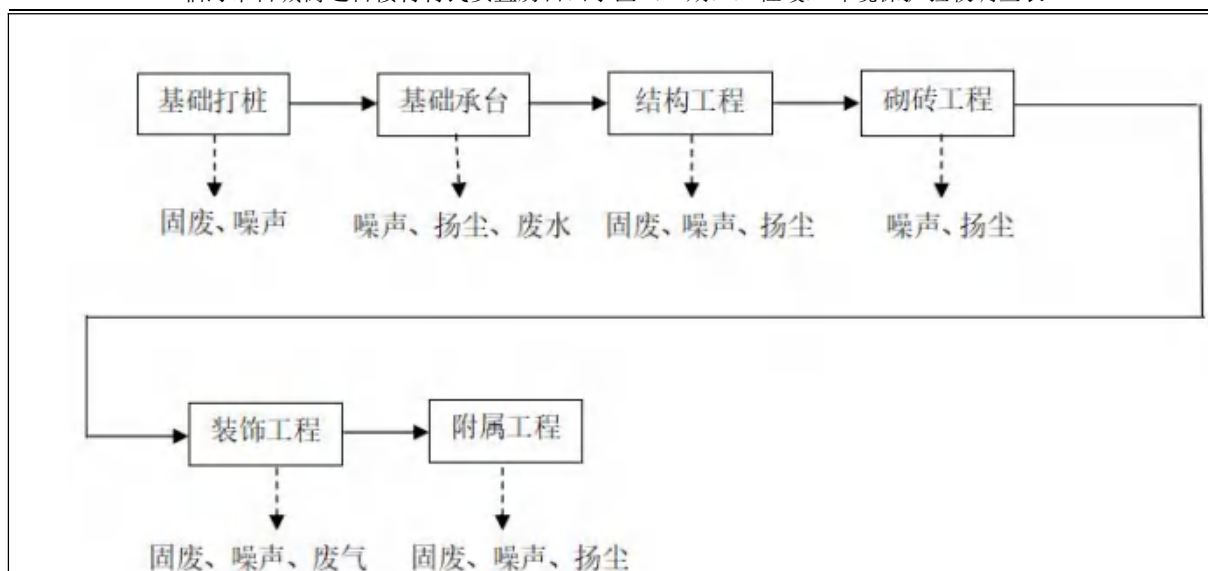 基础打桩 基础承台 结构工程 砌砖工程
固废、噪声 噪声、扬尘、废水 固废、噪声、扬尘 噪声、扬尘
装饰工程 附属工程
固废、噪声、废气 固废、噪声、扬尘